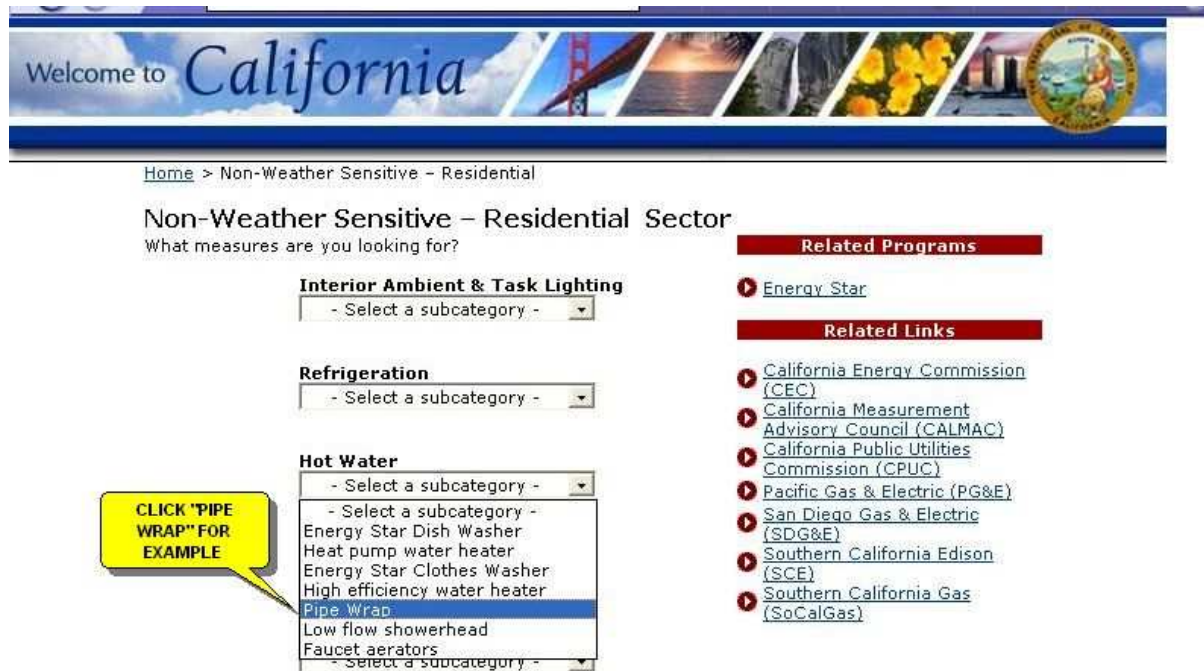 Welcome to California
Home > Non-Weather Sensitive – Residential
Non-Weather Sensitive – Residential Sector
What measures are you looking for?
Interior Ambient & Task Lighting
- Select a subcategory -
Refrigeration
- Select a subcategory -
Hot Water
- Select a subcategory -
- Select a subcategory -
Energy Star Dish Washer
Heat pump water heater
Energy Star Clothes Washer
High efficiency water heater
Pipe Wrap
Low flow showerhead
Faucet aerators
- Select a subcategory -
CLICK "PIPE
WRAP" FOR
EXAMPLE
Related Programs
Energy Star
Related Links
California Energy Commission
(CEC)
California Measurement
Advisory Council (CALMAC)
California Public Utilities
Commission (CPUC)
Pacific Gas & Electric (PG&E)
San Diego Gas & Electric
(SDG&E)
Southern California Edison
(SCE)
Southern California Gas
(SoCalGas)